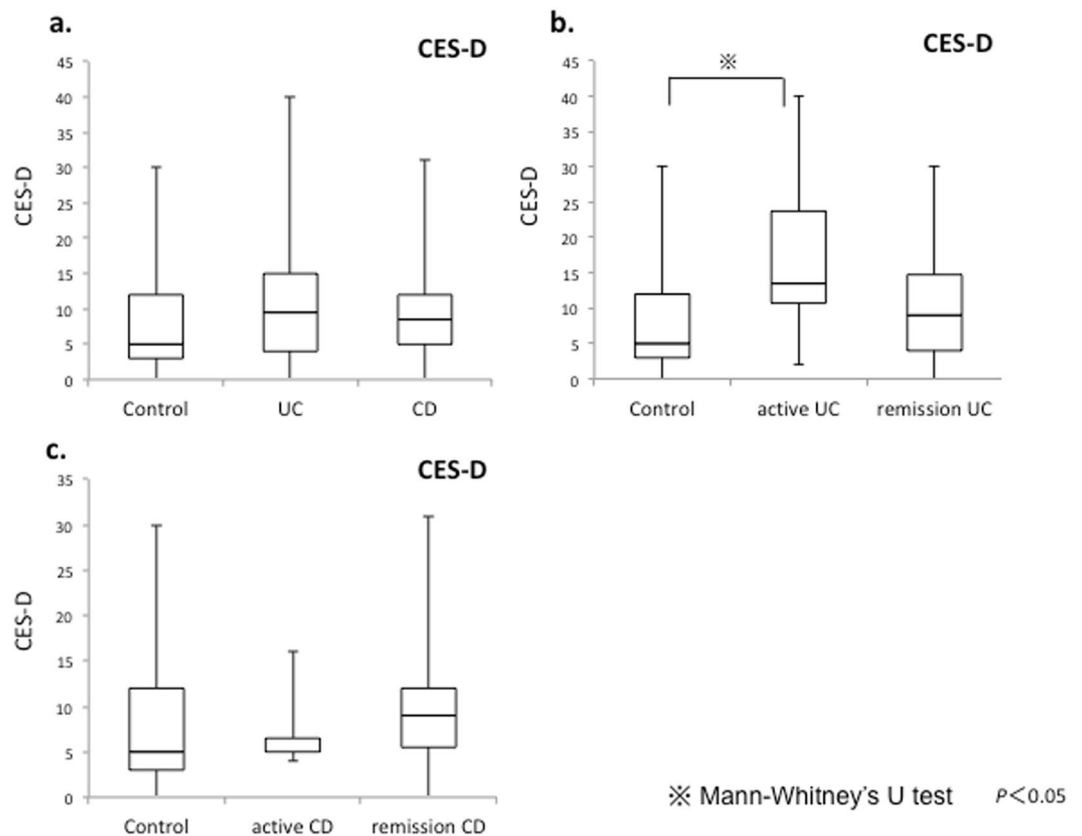 a.
CES-D
CES-D
45
40
35
30
25
20
15
10
5
0
Control UC CD
b.
CES-D
※
CES-D
45
40
35
30
25
20
15
10
5
0
Control active UC remission UC
c.
CES-D
CES-D
35
30
25
20
15
10
5
0
Control active CD remission CD
※ Mann-Whitney's U test P＜0.05